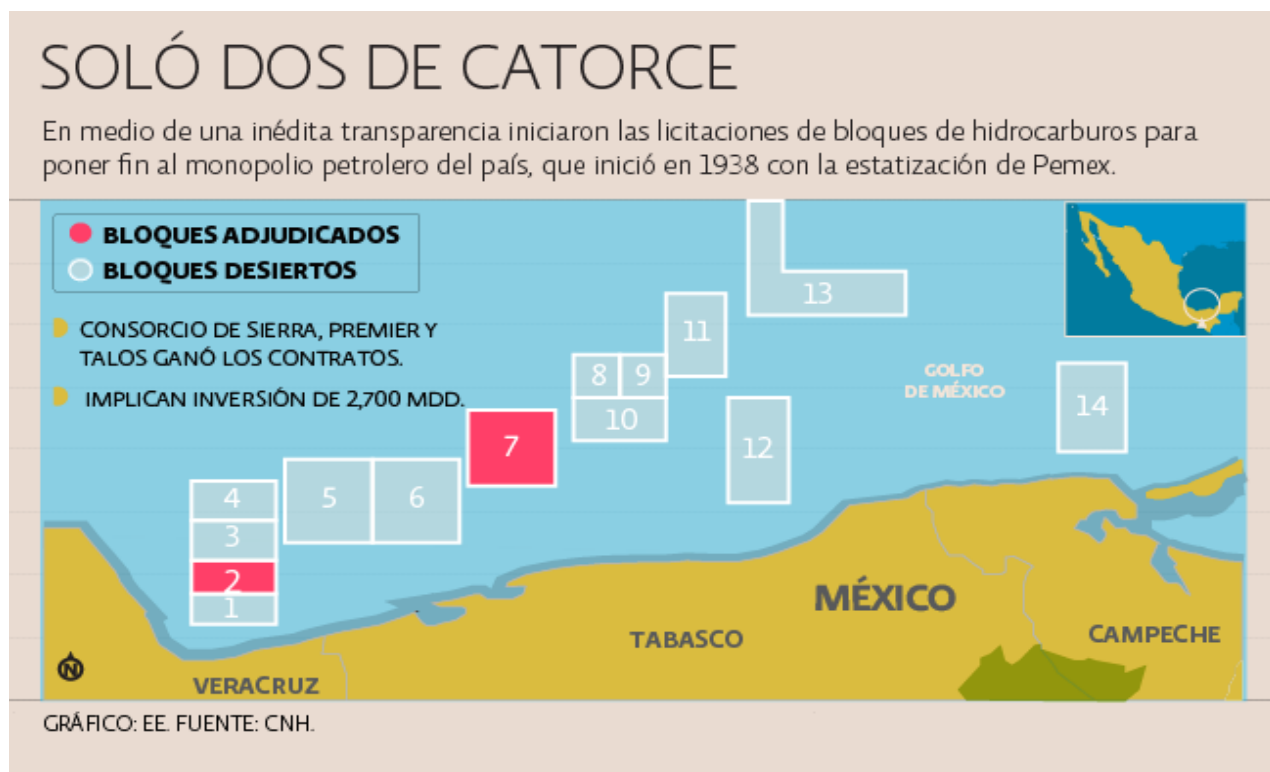 SOLÓ DOS DE CATORCE
En medio de una inédita transparencia iniciaron las licitaciones de bloques de hidrocarburos para
poner fin al monopolio petrolero del país, que inició en 1938 con la estatización de Pemex.
BLOQUES ADJUDICADOS
BLOQUES DESIERTOS
CONSORCIO DE SIERRA, PREMIER Y
TALOS GANÓ LOS CONTRATOS.
IMPLICAN INVERSIÓN DE 2,700 MDD.
13
11
8
9
10
GOLFO
DE MÉXICO
14
12
7
4
5
6
3
2
1
MÉXICO
TABASCO
CAMPECHE
N
VERACRUZ
GRÁFICO: EE. FUENTE: CNH.